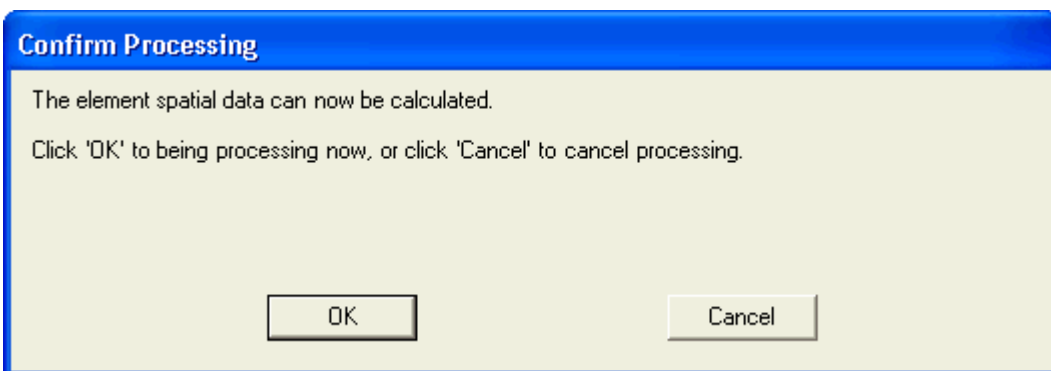 Confirm Processing
The element spatial data can now be calculated.
Click 'OK' to being processing now, or click 'Cancel' to cancel processing.
OK
Cancel